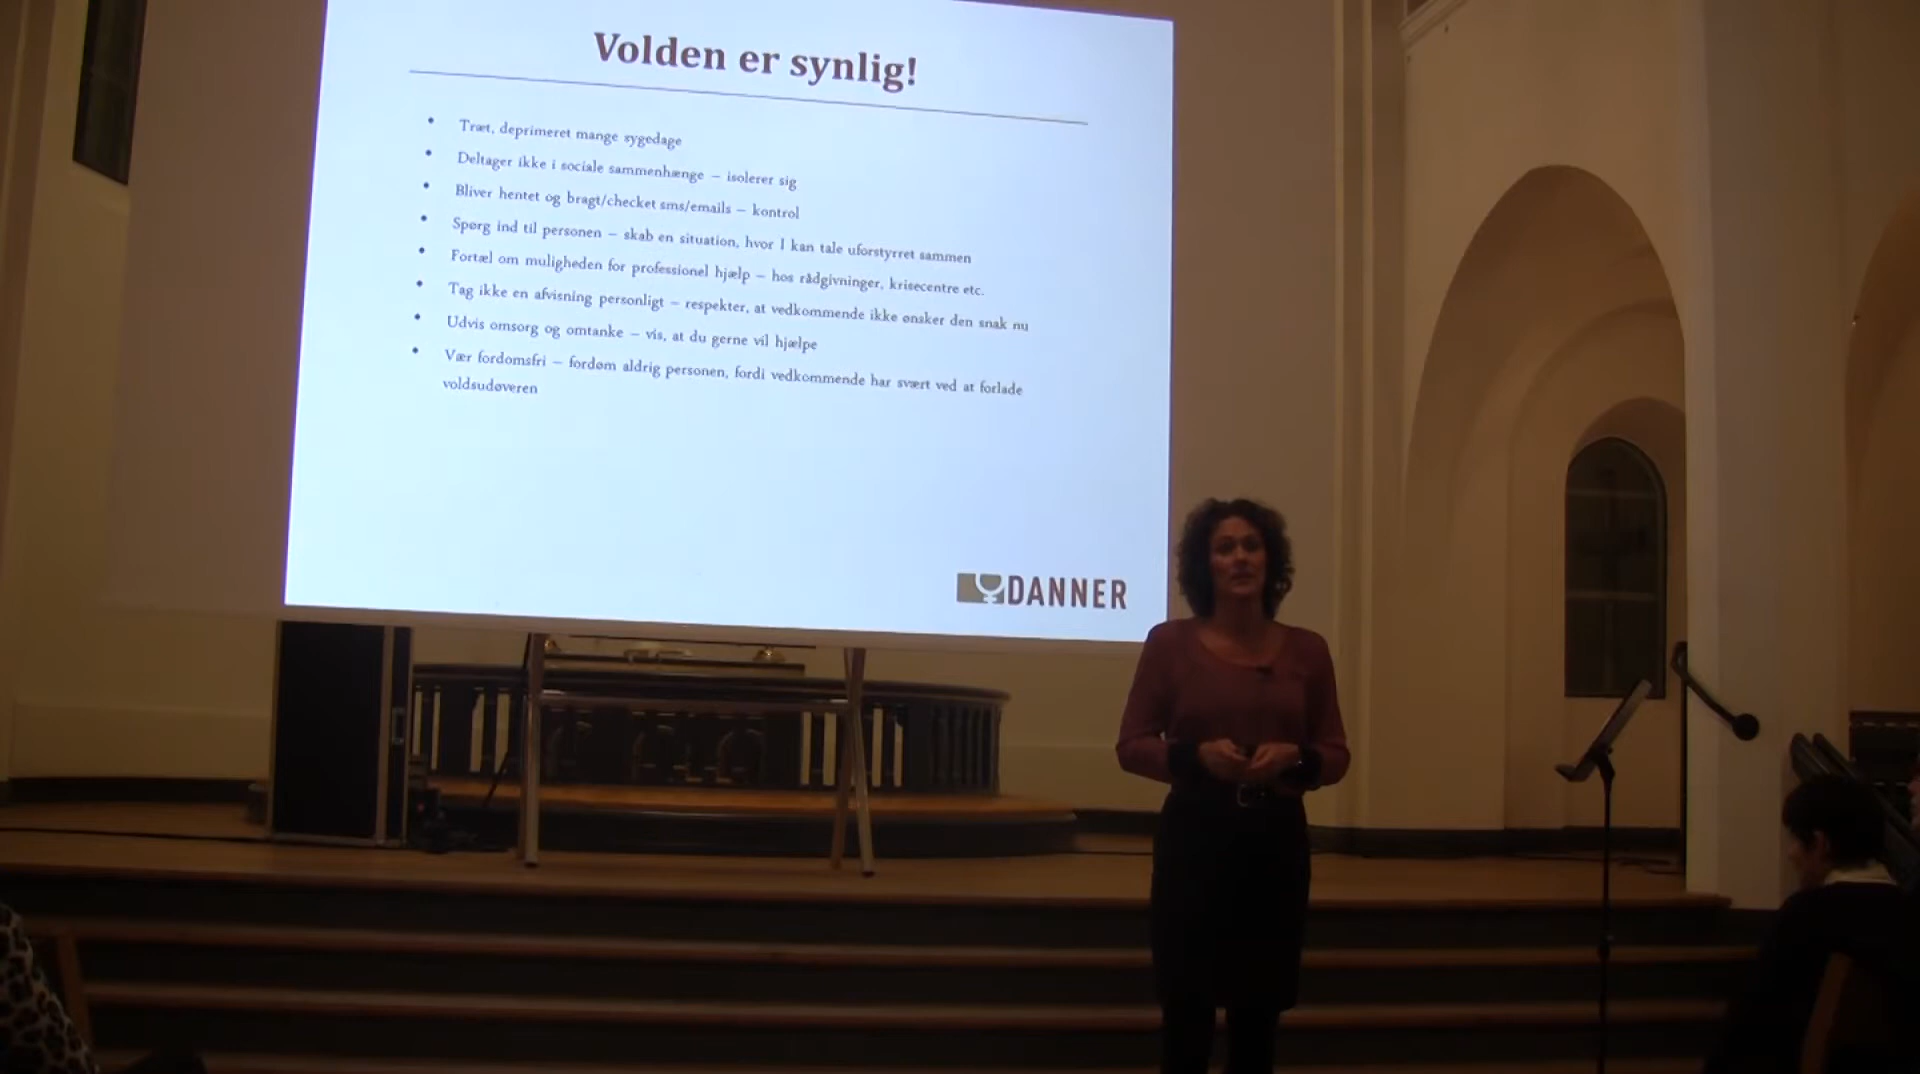 Volden er synlig!
• Træt, deprimeret mange sygedage
• Deltager ikke i sociale sammenhænge – isolerer sig
• Bliver hentet og bragt/checket sms/emails – kontrol
• Spørg ind til personen – skab en situation, hvor I kan tale uforstyrret sammen
• Fortæl om muligheden for professionel hjælp – hos rådgivninger, krisecentre etc.
• Tag ikke en afvisning personligt – respekter, at vedkommende ikke ønsker den snak nu
• Udvis omsorg og omtanke – vis, at du gerne vil hjælpe
• Vær fordomsfri – fordøm aldrig personen, fordi vedkommende har svært ved at forlade
voldsudøveren
DANNER